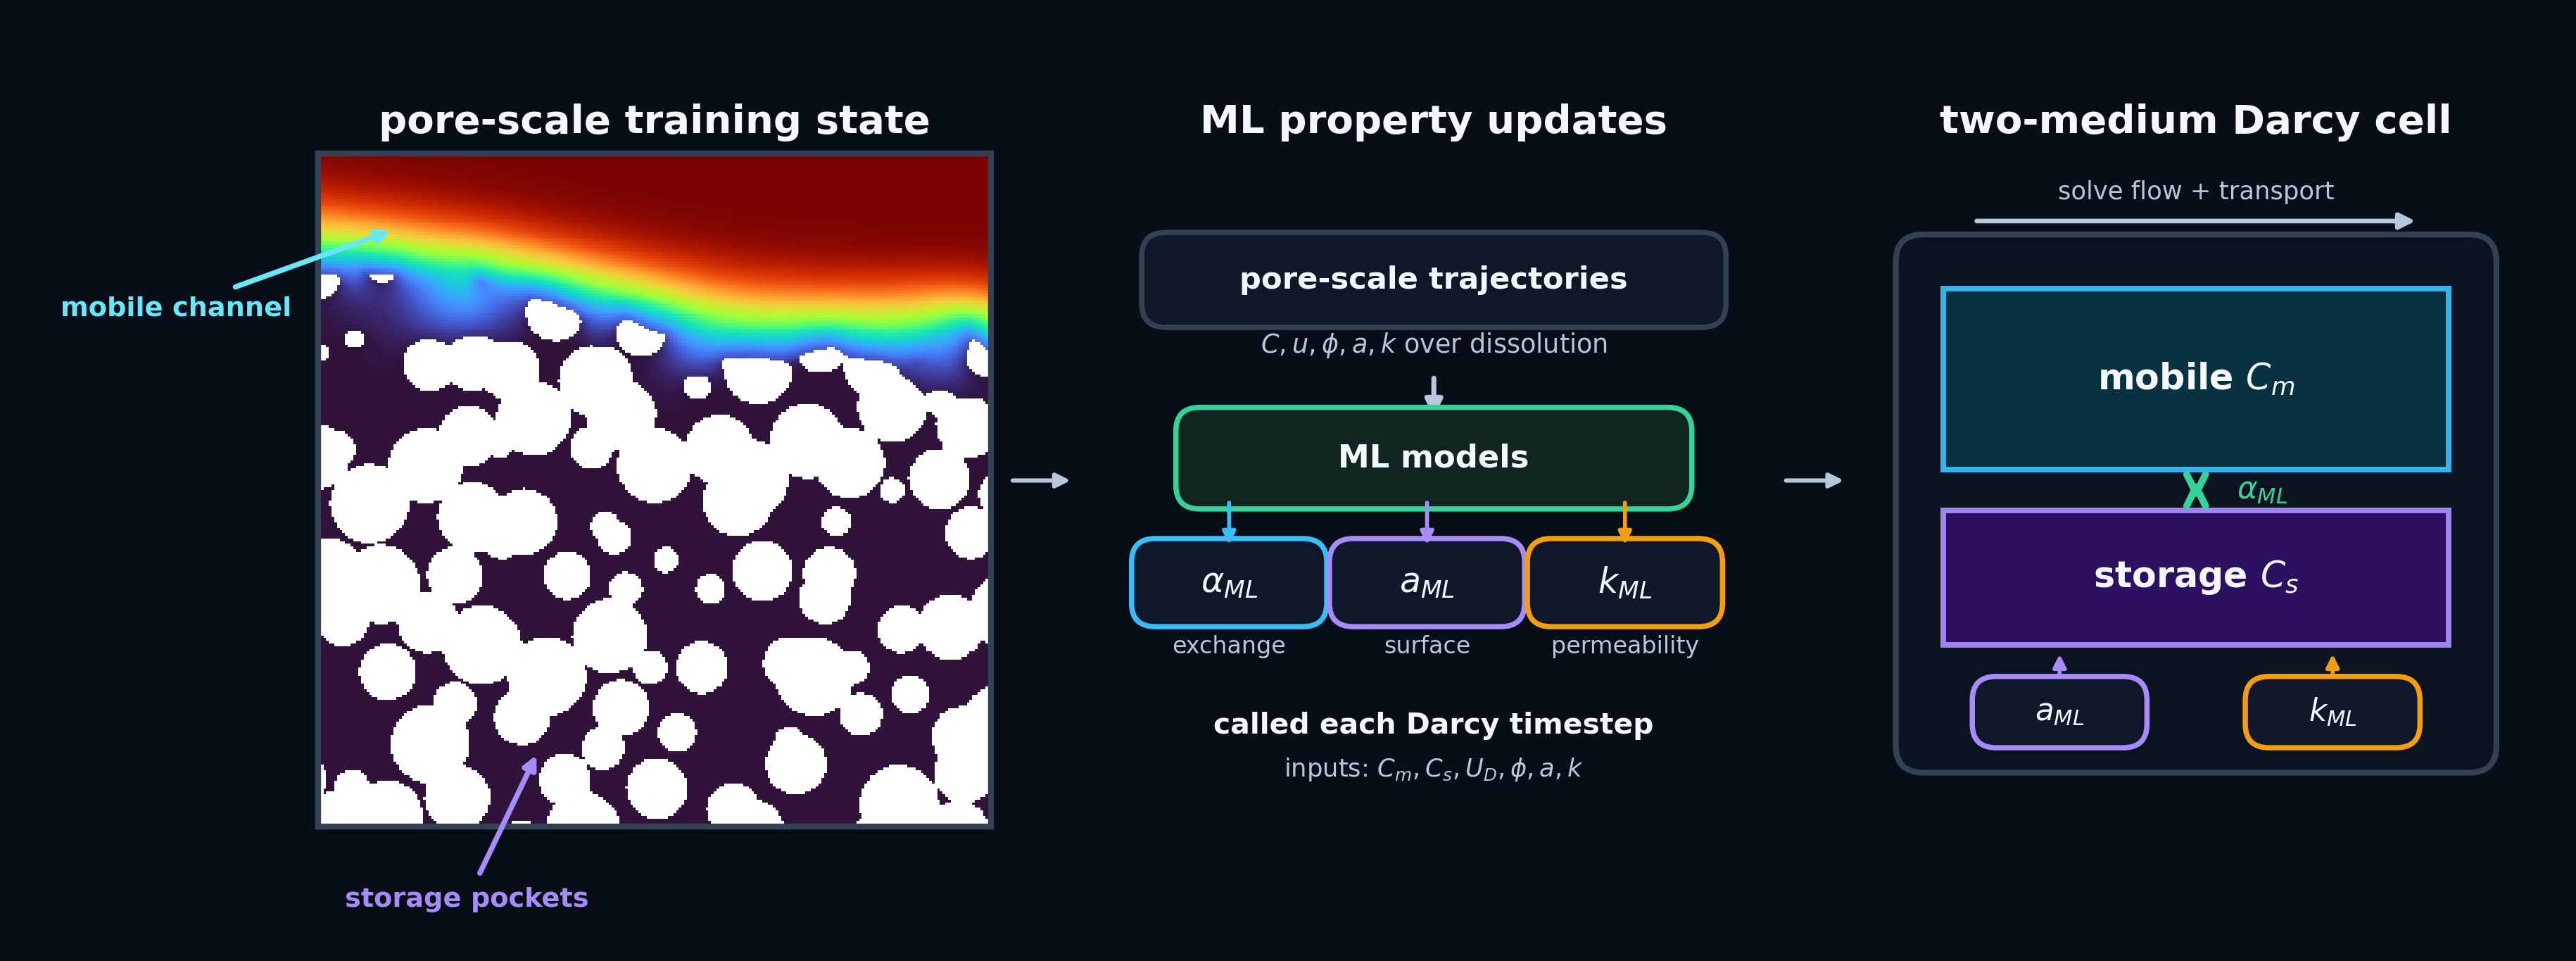 pore-scale training state
mobile channel
storage pockets
ML property updates
pore-scale trajectories
C, u, ϕ, a, k over dissolution
ML models
α_ML
a_ML
k_ML
exchange
surface
permeability
called each Darcy timestep
inputs: C_m, C_s, U_D, ϕ, a, k
two-medium Darcy cell
solve flow + transport
mobile C_m
α_ML
storage C_s
a_ML
k_ML